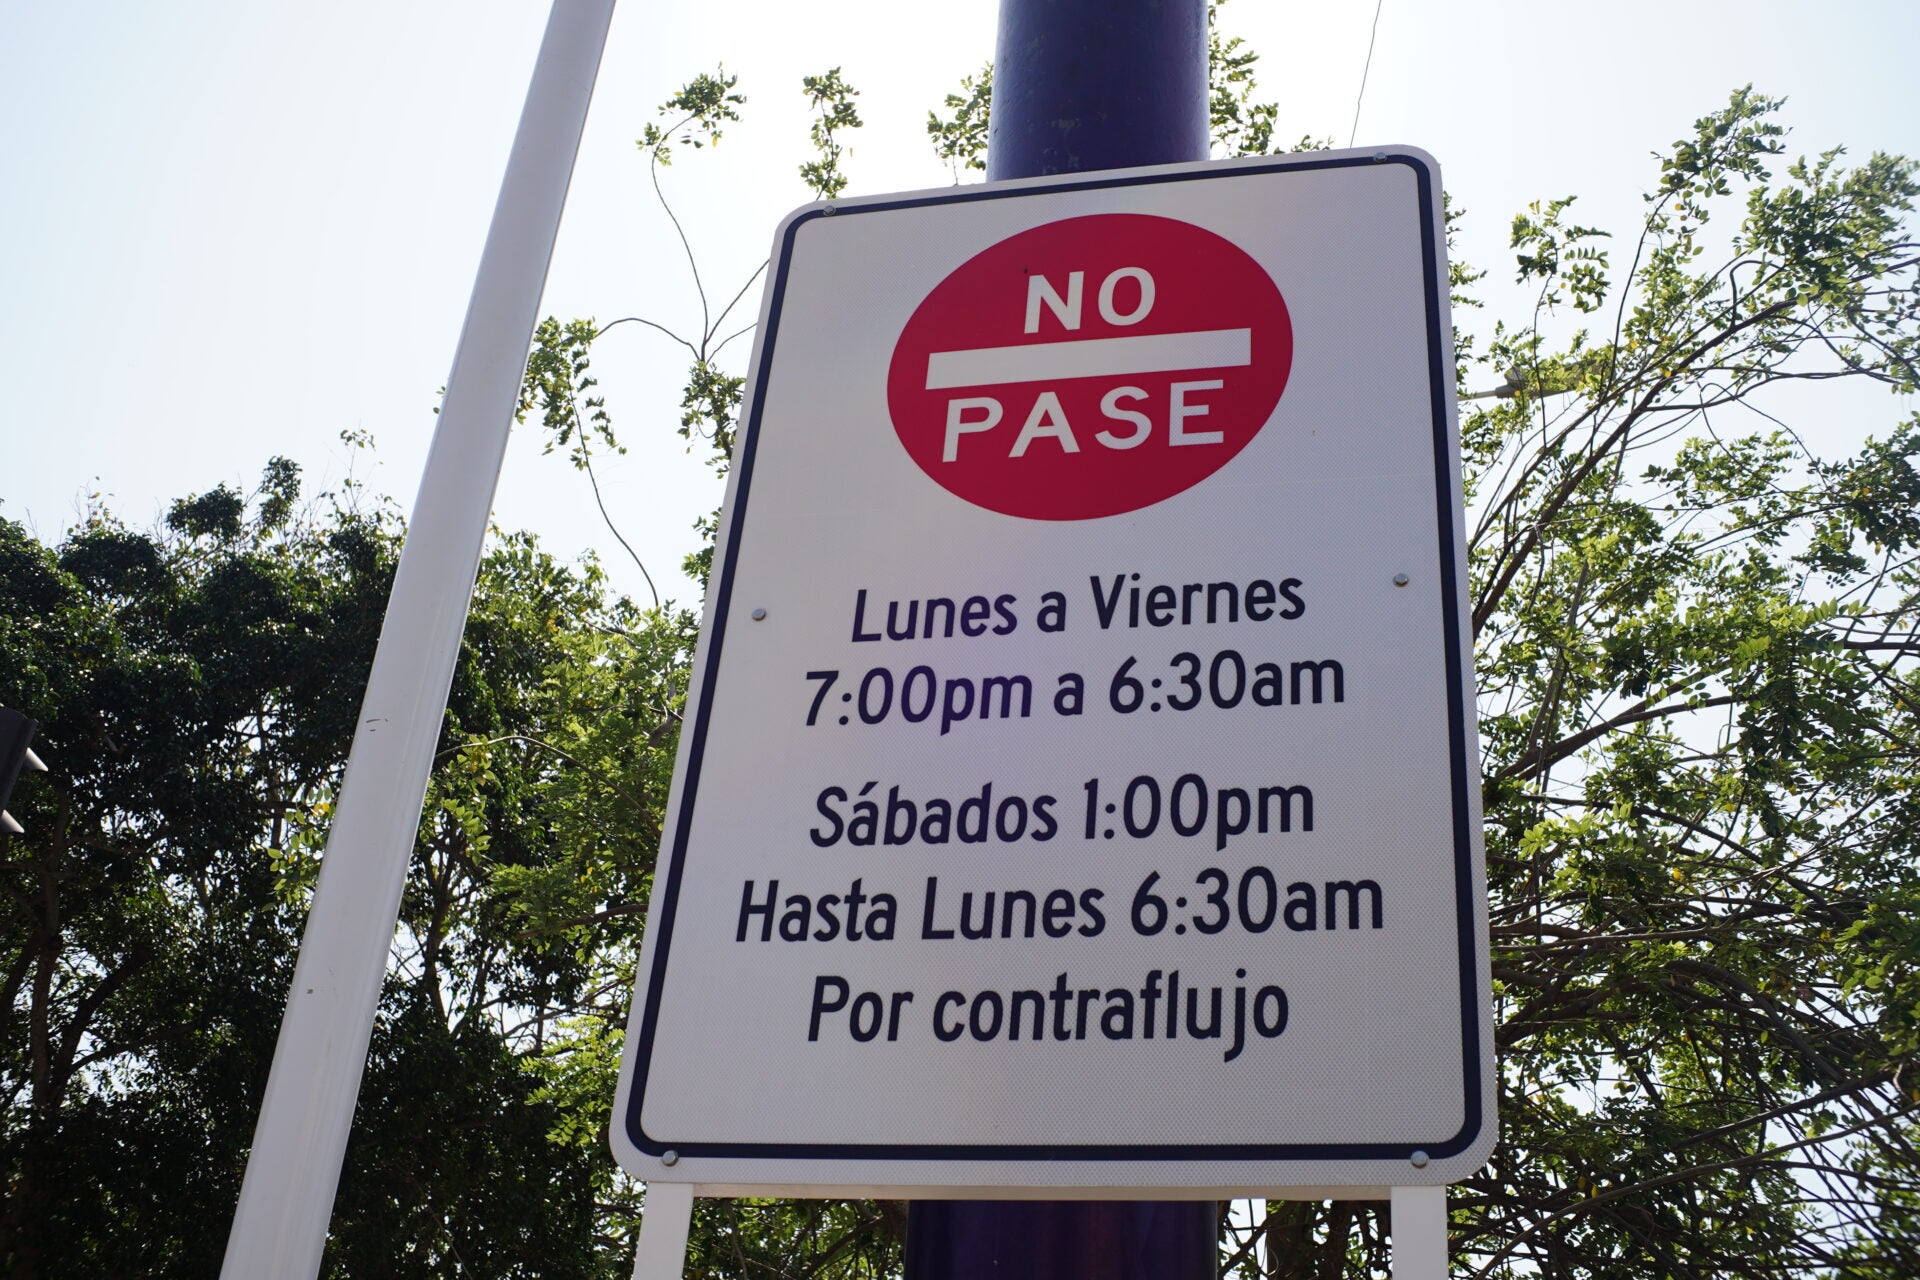 NO
PASE
Lunes a Viernes
7:00pm a 6:30am
Sábados 1:00pm
Hasta Lunes 6:30am
Por contraflujo